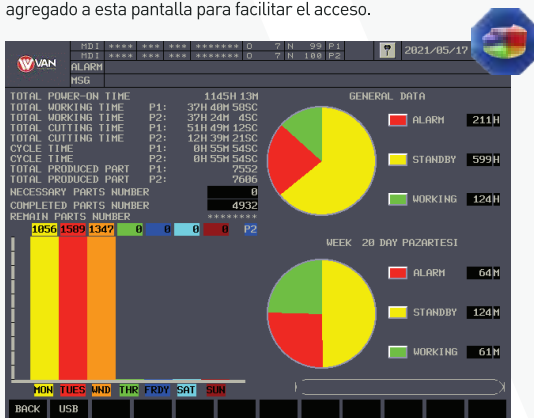 agregado a esta pantalla para facilitar el acceso.
VAN
MDI **** *** *** ******* O 7 N 99 P1
MDI **** *** *** ******* O 7 N 100 P2
2021/05/17
ALARM
MSG
TOTAL POWER-ON TIME 1145H 13M
TOTAL WORKING TIME P1: 37H 40M 58SC
TOTAL WORKING TIME P2: 37H 24M 4SC
TOTAL CUTTING TIME P1: 51H 49M 12SC
TOTAL CUTTING TIME P2: 12H 39M 21SC
CYCLE TIME P1: 0H 55M 54SC
CYCLE TIME P2: 0H 55M 54SC
TOTAL PRODUCED PART P1: 7552
TOTAL PRODUCED PART P2: 7606
NECESSARY PARTS NUMBER 0
COMPLETED PARTS NUMBER 4932
REMAIN PARTS NUMBER ********
1056 1509 1347 0 0 0 0 P2
MON TUES WND THR FRDY SAT SUN
GENERAL DATA
ALARM 211H
STANDBY 599H
WORKING 124H
WEEK 20 DAY PAZARTESI
ALARM 64M
STANDBY 124M
WORKING 61M
BACK USB